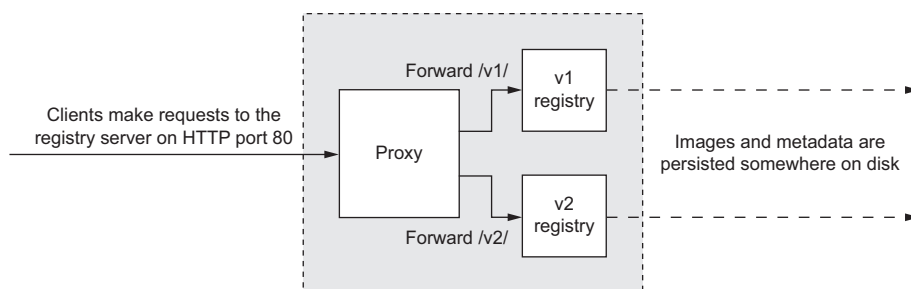 Clients make requests to the
registry server on HTTP port 80
Proxy
Forward /v1/
v1
registry
Forward /v2/
v2
registry
Images and metadata are
persisted somewhere on disk